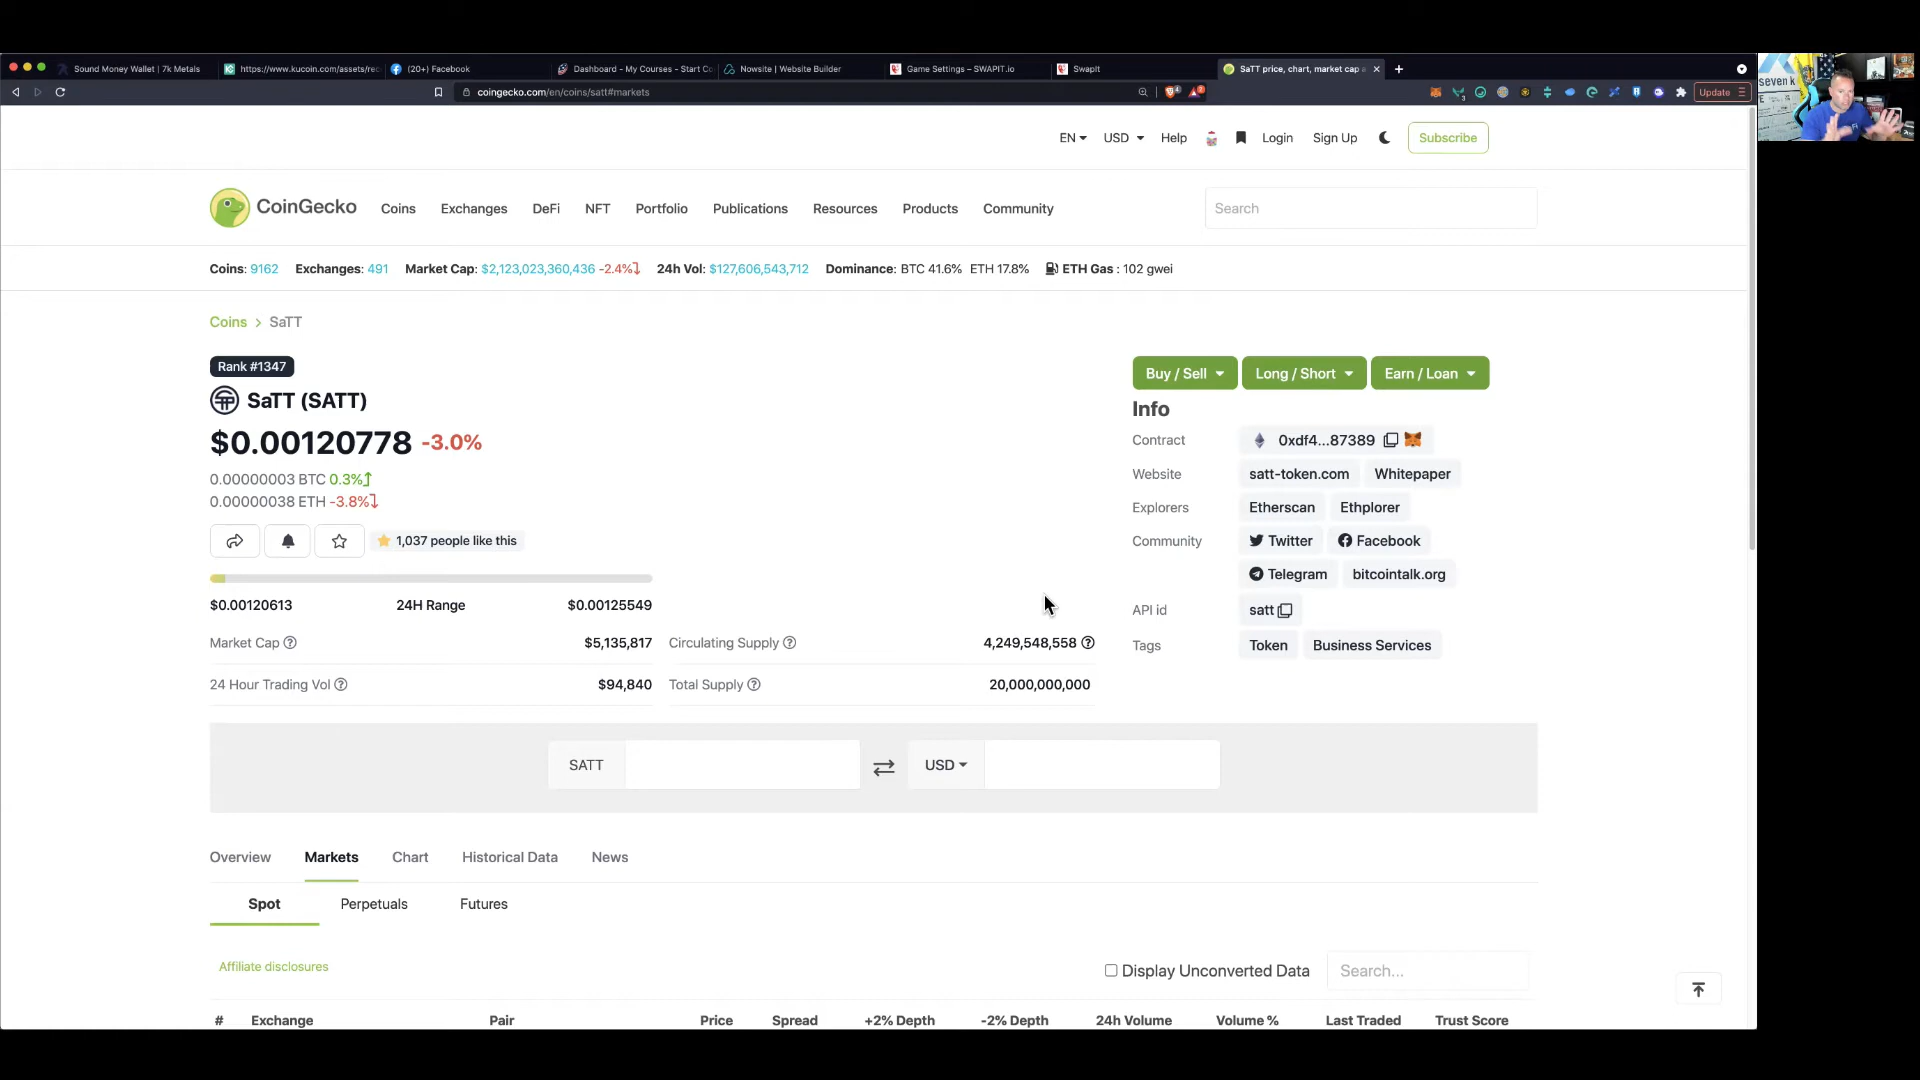 Sound Money Wallet | 7k Metals
https://www.kucoin.com/assets/rec
(20+) Facebook
Dashboard - My Courses - Start Co
Nowsite | Website Builder
Game Settings – SWAPIT.io
SwapIt
SaTT price, chart, market cap
coingecko.com/en/coins/satt#markets
Update
seven k
EN
USD
Help
Login
Sign Up
Subscribe
CoinGecko
Coins
Exchanges
DeFi
NFT
Portfolio
Publications
Resources
Products
Community
Search
Coins: 9162 Exchanges: 491 Market Cap: $2,123,023,360,436 -2.4% 24h Vol: $127,606,543,712 Dominance: BTC 41.6% ETH 17.8% ETH Gas : 102 gwei
Coins > SaTT
Rank #1347
SaTT (SATT)
$0.00120778 -3.0%
0.00000003 BTC 0.3%
0.00000038 ETH -3.8%
1,037 people like this
$0.00120613 24H Range $0.00125549
Market Cap $5,135,817
Circulating Supply 4,249,548,558
24 Hour Trading Vol $94,840
Total Supply 20,000,000,000
Buy / Sell
Long / Short
Earn / Loan
Info
Contract 0xdf4...87389
Website satt-token.com Whitepaper
Explorers Etherscan Ethplorer
Community Twitter Facebook
Telegram bitcointalk.org
API id satt
Tags Token Business Services
SATT
USD
Overview Markets Chart Historical Data News
Spot Perpetuals Futures
Affiliate disclosures
Display Unconverted Data
Search...
# Exchange Pair Price Spread +2% Depth -2% Depth 24h Volume Volume % Last Traded Trust Score